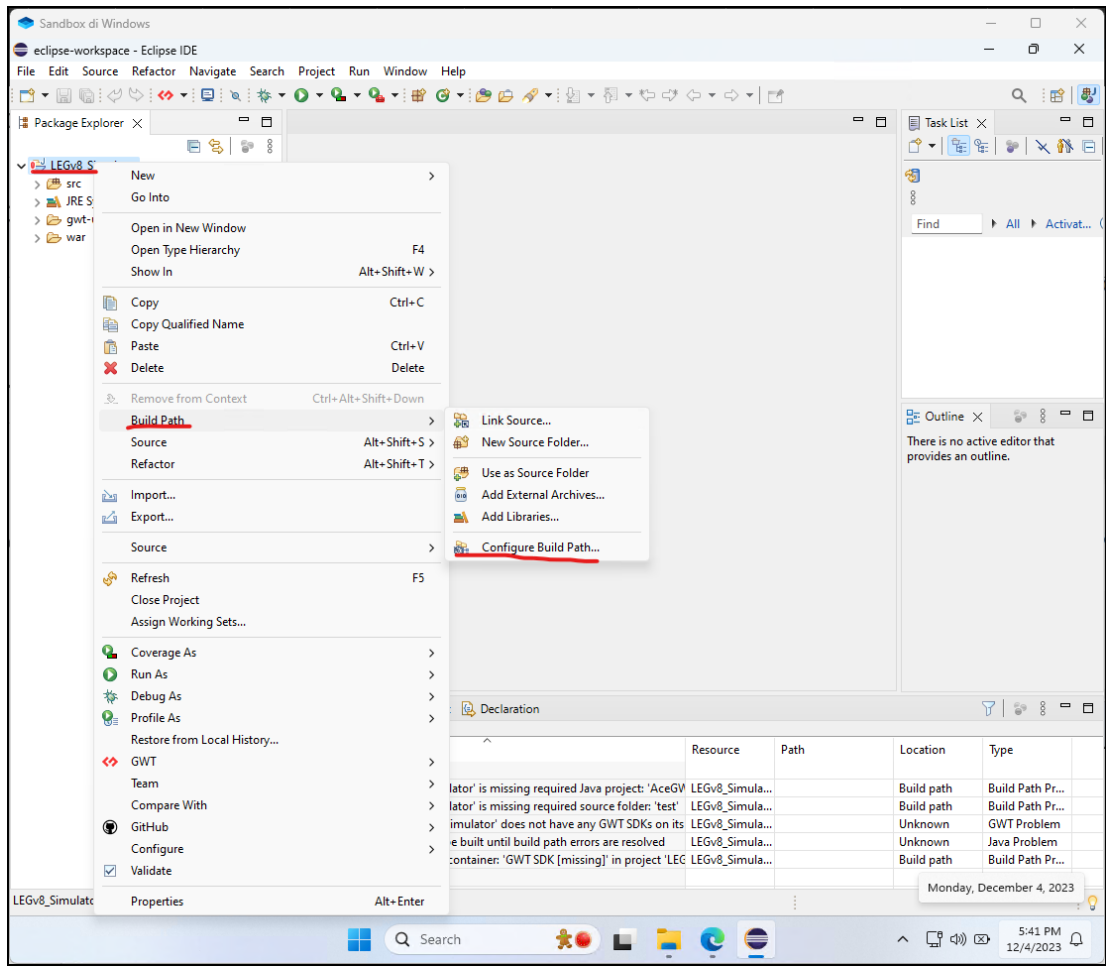 Sandbox di Windows
eclipse-workspace - Eclipse IDE
File Edit Source Refactor Navigate Search Project Run Window Help
Package Explorer
Task List
LEGv8_S
src
JRE S
gwt-
war
New
Go Into
Open in New Window
Open Type Hierarchy F4
Show In Alt+Shift+W >
Copy Ctrl+C
Copy Qualified Name
Paste Ctrl+V
Delete Delete
Remove from Context Ctrl+Alt+Shift+Down
Build Path
Source Alt+Shift+S >
Refactor Alt+Shift+T >
Import...
Export...
Source
Refresh F5
Close Project
Assign Working Sets...
Coverage As
Run As
Debug As
Profile As
Restore from Local History...
GWT
Team
Compare With
GitHub
Configure
Validate
Properties Alt+Enter
Link Source...
New Source Folder...
Use as Source Folder
Add External Archives...
Add Libraries...
Configure Build Path...
Find All Activat...
Outline
There is no active editor that
provides an outline.
Declaration
Resource Path Location Type
lator' is missing required Java project: 'AceGW LEGv8_Simula... Build path Build Path Pr...
lator' is missing required source folder: 'test' LEGv8_Simula... Build path Build Path Pr...
imulator' does not have any GWT SDKs on its LEGv8_Simula... Unknown GWT Problem
e built until build path errors are resolved LEGv8_Simula... Unknown Java Problem
container: 'GWT SDK [missing]' in project 'LEG LEGv8_Simula... Build path Build Path Pr...
Monday, December 4, 2023
LEGv8_Simulato
Search
5:41 PM
12/4/2023